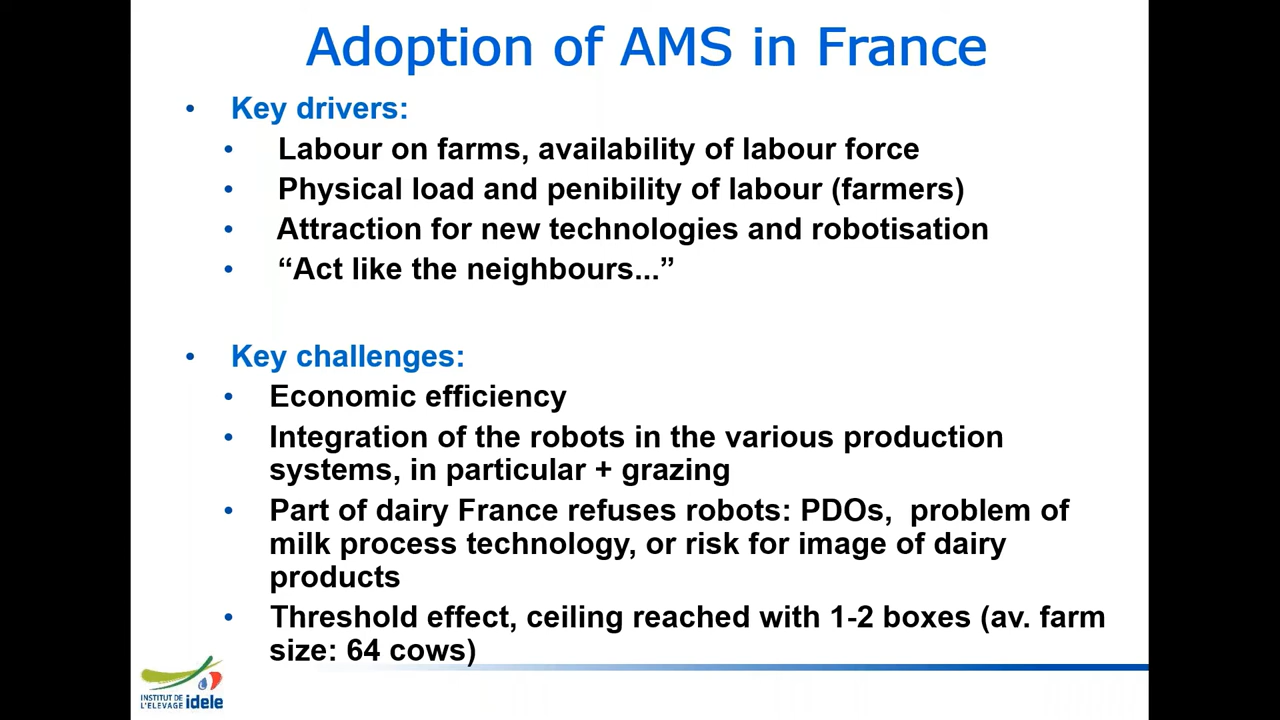 Adoption of AMS in France
• Key drivers:
• Labour on farms, availability of labour force
• Physical load and penibility of labour (farmers)
• Attraction for new technologies and robotisation
• “Act like the neighbours...”
• Key challenges:
• Economic efficiency
• Integration of the robots in the various production
systems, in particular + grazing
• Part of dairy France refuses robots: PDOs, problem of
milk process technology, or risk for image of dairy
products
• Threshold effect, ceiling reached with 1-2 boxes (av. farm
size: 64 cows)
INSTITUT DE
L'ELEVAGE idele